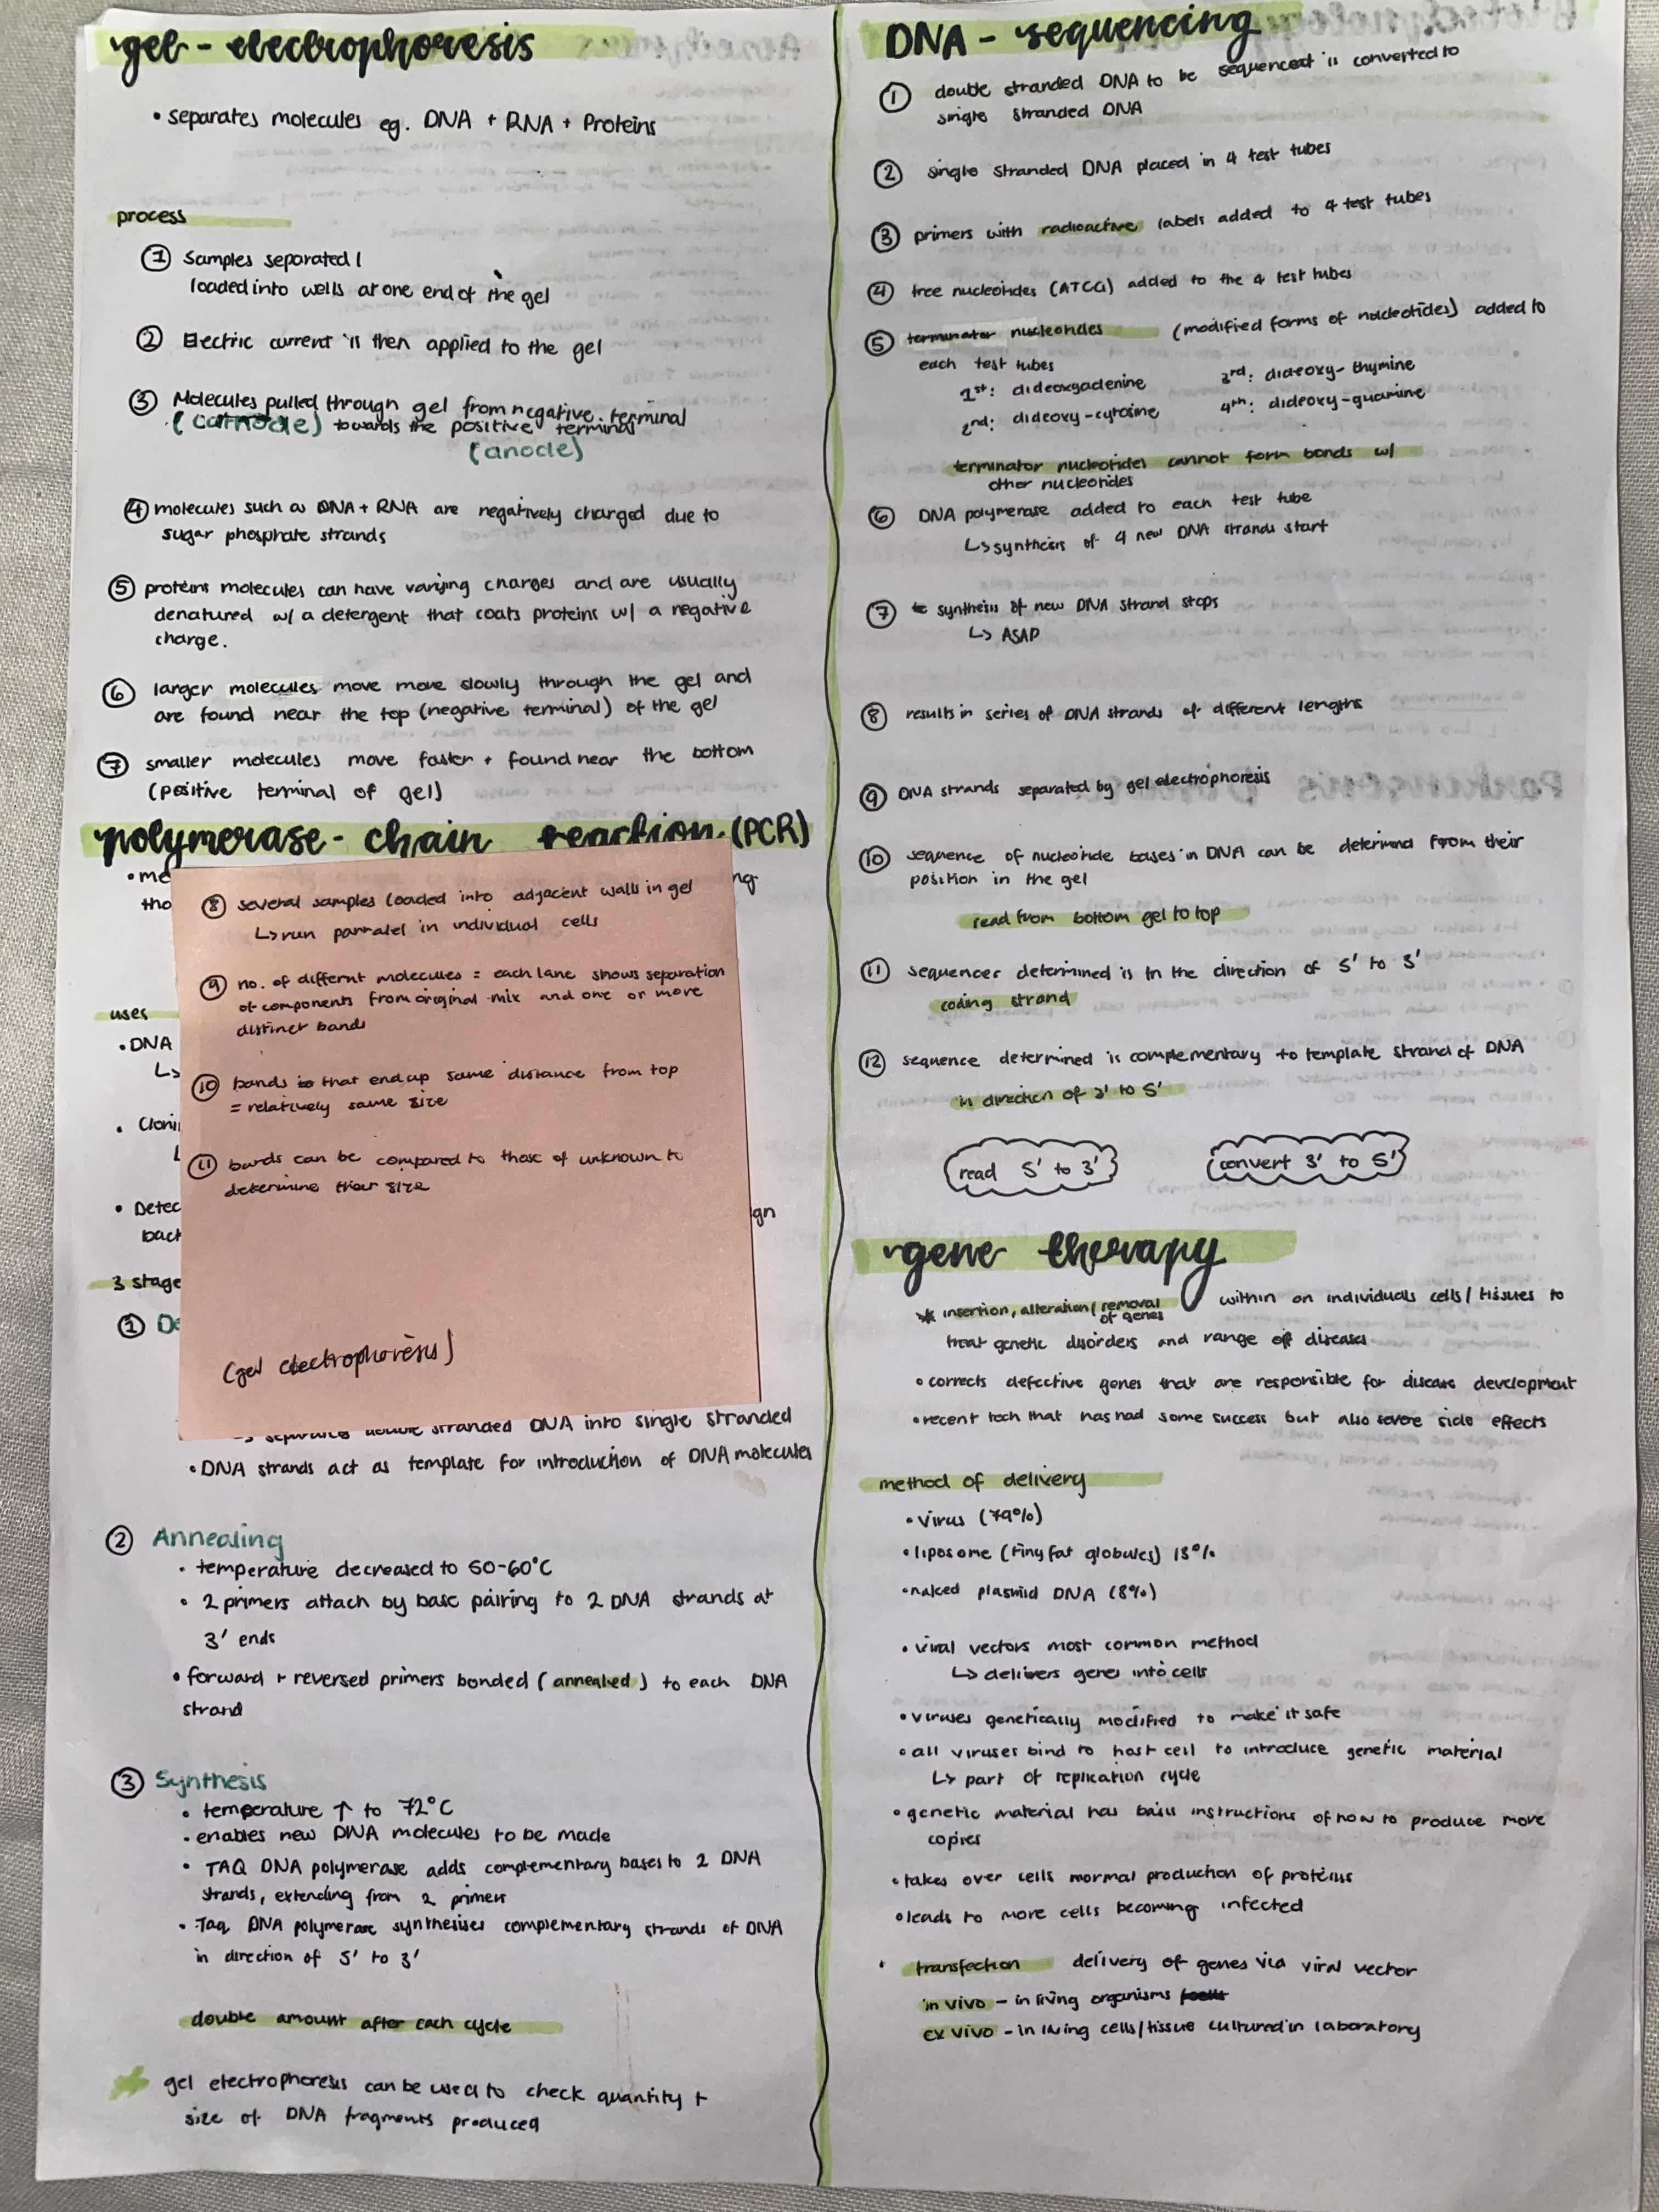 gel - electrophoresis
• separates molecules eg. DNA + RNA + Proteins
process
① Samples separated /
loaded into wells at one end of the gel
② Electric current is then applied to the gel
③ Molecules pulled through gel from negative terminal
(cathode) towards the positive terminal
(anode)
④ molecules such as DNA + RNA are negatively charged due to
sugar phosphate strands
⑤ proteins molecules can have varying charges and are usually
denatured w/ a detergent that coats proteins w/ a negative
charge.
⑥ larger molecules move move slowly through the gel and
are found near the top (negative terminal) of the gel
⑦ smaller molecules move faster + found near the bottom
(positive terminal of gel)
polymerase - chain reaction (PCR)
• me
ng
tho
⑧ several samples loaded into adjacent walls in gel
↳ run parralel in individual cells
⑨ no. of differnt molecules = each lane shows separation
of components from original mix and one or more
distinct bands
⑩ bands that end up same distance from top
= relatively same size
⑪ bands can be compared to those of unknown to
determine thier size
(gel electrophoresis)
uses
• DNA
↳
• Cloni
• Detec
gn
back
3 stage
① De
separates double stranded DNA into single stranded
• DNA strands act as template for introduction of DNA molecules
② Annealing
• temperature decreased to 50-60°C
• 2 primers attach by base pairing to 2 DNA strands at
3' ends
• forward + reversed primers bonded (annealed) to each DNA
strand
③ Synthesis
• temperature ↑ to 72°C
• enables new DNA molecules to be made
• TAQ DNA polymerase adds complementary bases to 2 DNA
strands, extending from 2 primers
• Taq DNA polymerase synthesises complementary strands of DNA
in direction of 5' to 3'
double amount after each cycle
gel electrophoresis can be used to check quantity +
size of DNA fragments produced
DNA - sequencing
① double stranded DNA to be sequenced is converted to
single stranded DNA
② single stranded DNA placed in 4 test tubes
③ primers with radioactive labels added to 4 test tubes
④ free nucleotides (ATCG) added to the 4 test tubes
⑤ terminator nucleotides (modified forms of nucleotides) added to
each test tubes
1st: dideoxyadenine 3rd: dideoxy-thymine
2nd: dideoxy-cytosine 4th: dideoxy-guanine
terminator nucleotides cannot form bonds w/
other nucleotides
⑥ DNA polymerase added to each test tube
↳ synthesis of 4 new DNA strands start
⑦ synthesis of new DNA strand stops
↳ ASAP
⑧ results in series of DNA strands of different lengths
⑨ DNA strands separated by gel electrophoresis
⑩ sequence of nucleotide bases in DNA can be determind from their
position in the gel
read from bottom gel to top
⑪ sequencer determined is in the direction of 5' to 3'
coding strand
⑫ sequence determined is complementary to template strand of DNA
in direction of 3' to 5'
read 5' to 3'
convert 3' to 5'
gene therapy
* insertion, alteration / removal of genes within an individuals cells / tissues to
treat genetic disorders and range of diseases
• corrects defective genes that are responsible for disease development
• recent tech that has had some success but also severe side effects
method of delivery
• virus (79%)
• liposome (tiny fat globules) 13%
• naked plasmid DNA (8%)
• viral vectors most common method
↳ delivers genes into cells
• viruses genetically modified to make it safe
• all viruses bind to host cell to introduce genetic material
↳ part of replication cycle
• genetic material has basis instructions of how to produce more
copies
• takes over cells normal production of proteins
• leads to more cells becoming infected
• transfection delivery of genes via viral vector
in vivo - in living organisms
ex vivo - in living cells/tissue cultured in laboratory